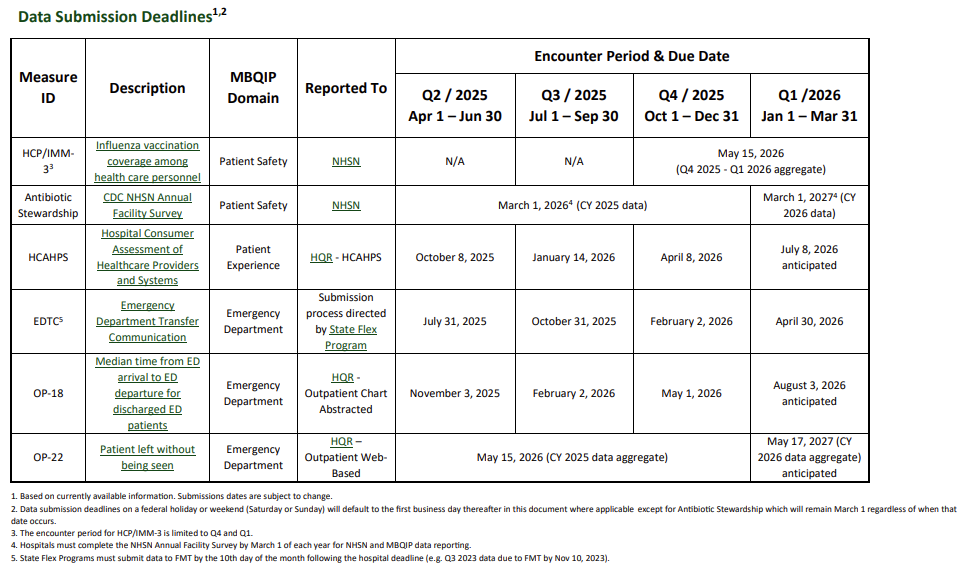 Data Submission Deadlines1,2
Measure
ID
Description
MBQIP
Domain
Reported To
Encounter Period & Due Date
Q2 / 2025
Apr 1 – Jun 30
Q3 / 2025
Jul 1 – Sep 30
Q4 / 2025
Oct 1 – Dec 31
Q1 /2026
Jan 1 – Mar 31
HCP/IMM-
3³
Influenza vaccination
coverage among
health care personnel
Patient Safety
NHSN
N/A
N/A
May 15, 2026
(Q4 2025 - Q1 2026 aggregate)
Antibiotic
Stewardship
CDC NHSN Annual
Facility Survey
Patient Safety
NHSN
March 1, 2026⁴ (CY 2025 data)
March 1, 2027⁴ (CY
2026 data)
HCAHPS
Hospital Consumer
Assessment of
Healthcare Providers
and Systems
Patient
Experience
HQR - HCAHPS
October 8, 2025
January 14, 2026
April 8, 2026
July 8, 2026
anticipated
EDTC⁵
Emergency
Department Transfer
Communication
Emergency
Department
Submission
process directed
by State Flex
Program
July 31, 2025
October 31, 2025
February 2, 2026
April 30, 2026
OP-18
Median time from ED
arrival to ED
departure for
discharged ED
patients
Emergency
Department
HQR -
Outpatient Chart
Abstracted
November 3, 2025
February 2, 2026
May 1, 2026
August 3, 2026
anticipated
OP-22
Patient left without
being seen
Emergency
Department
HQR –
Outpatient Web-
Based
May 15, 2026 (CY 2025 data aggregate)
May 17, 2027 (CY
2026 data aggregate)
anticipated
1. Based on currently available information. Submissions dates are subject to change.
2. Data submission deadlines on a federal holiday or weekend (Saturday or Sunday) will default to the first business day thereafter in this document where applicable except for Antibiotic Stewardship which will remain March 1 regardless of when that
date occurs.
3. The encounter period for HCP/IMM-3 is limited to Q4 and Q1.
4. Hospitals must complete the NHSN Annual Facility Survey by March 1 of each year for NHSN and MBQIP data reporting.
5. State Flex Programs must submit data to FMT by the 10th day of the month following the hospital deadline (e.g. Q3 2023 data due to FMT by Nov 10, 2023).